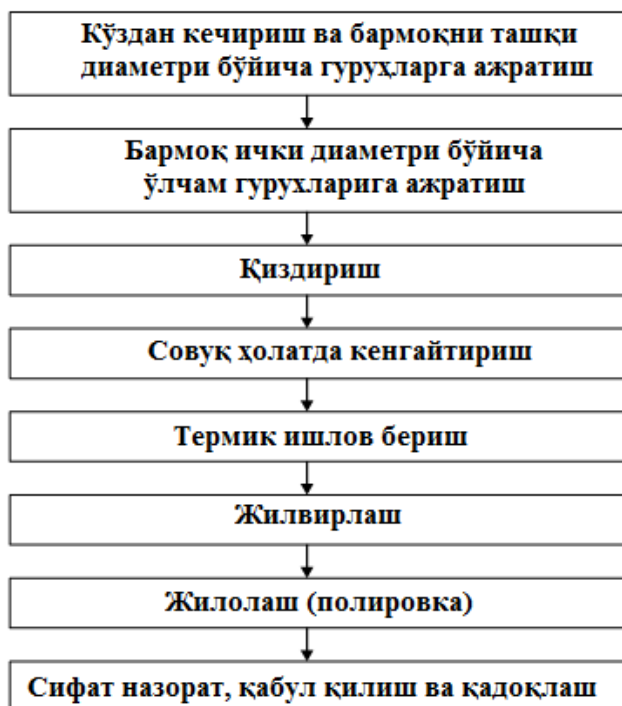 Кўздан кечириш ва бармоқни ташқи
диаметри бўйича гуруҳларга ажратиш
Бармоқ ички диаметри бўйича
ўлчам гурухларига ажратиш
Қиздириш
Совуқ ҳолатда кенгайтириш
Термик ишлов бериш
Жилвирлаш
Жилолаш (полировка)
Сифат назорат, қабул қилиш ва қадоқлаш